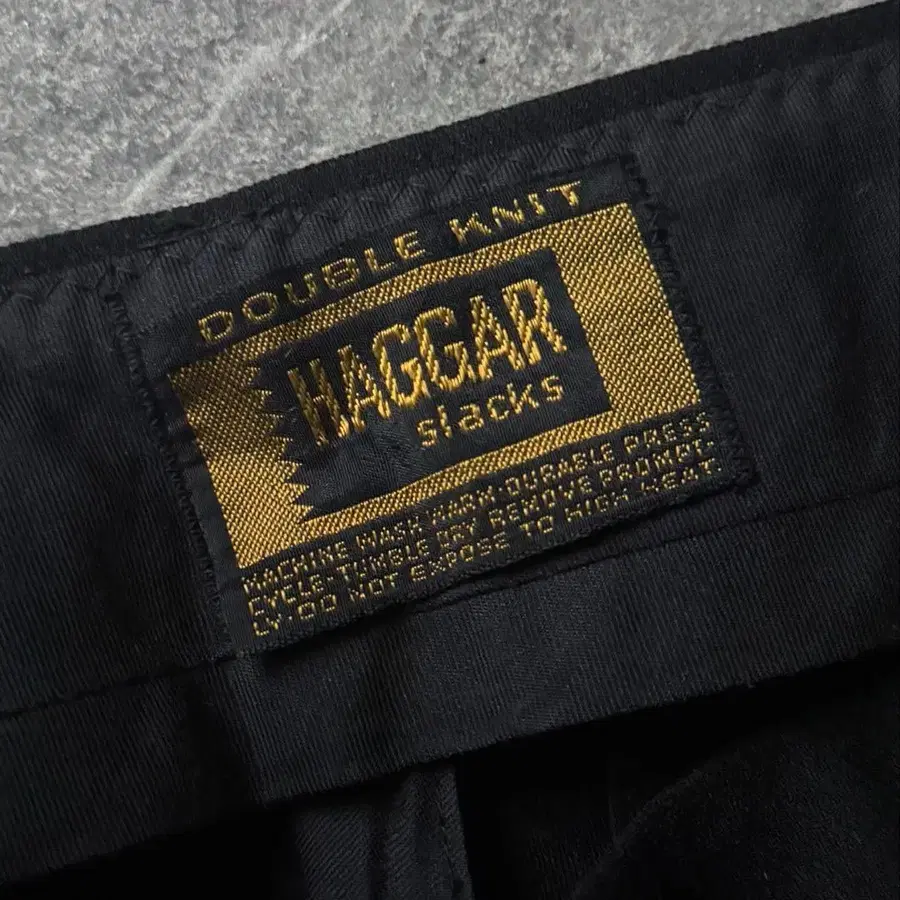 DOUBLE KNIT
HAGGAR
slacks
MACHINE WASH WARM·DURABLE PRESS
CYCLE·TUMBLE DRY REMOVE PROMPT-
LY·DO NOT EXPOSE TO HIGH HEAT.